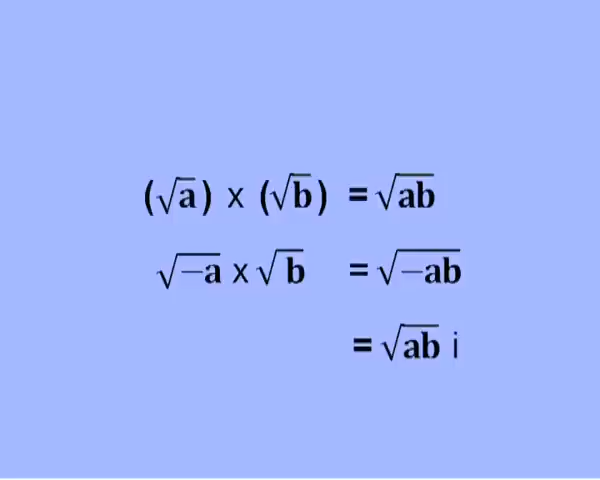 (√a) x (√b) = √ab
√-a x √b = √-ab
= √ab i